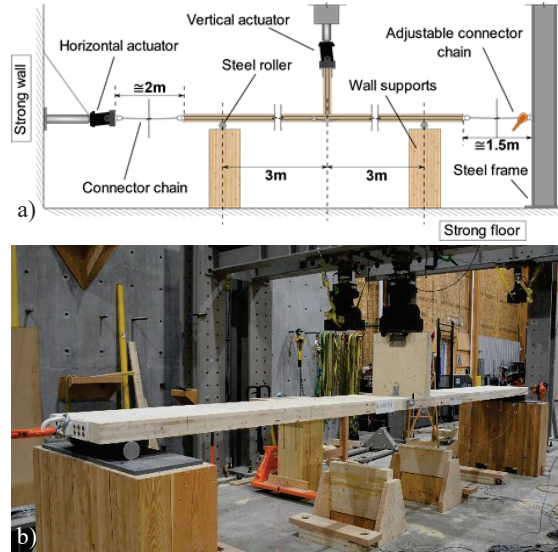 Vertical actuator
Horizontal actuator
Adjustable connector
chain
Steel roller
Wall supports
Strong wall
≅2m
≅1.5m
Connector chain
3m
3m
Steel frame
a)
Strong floor
b)